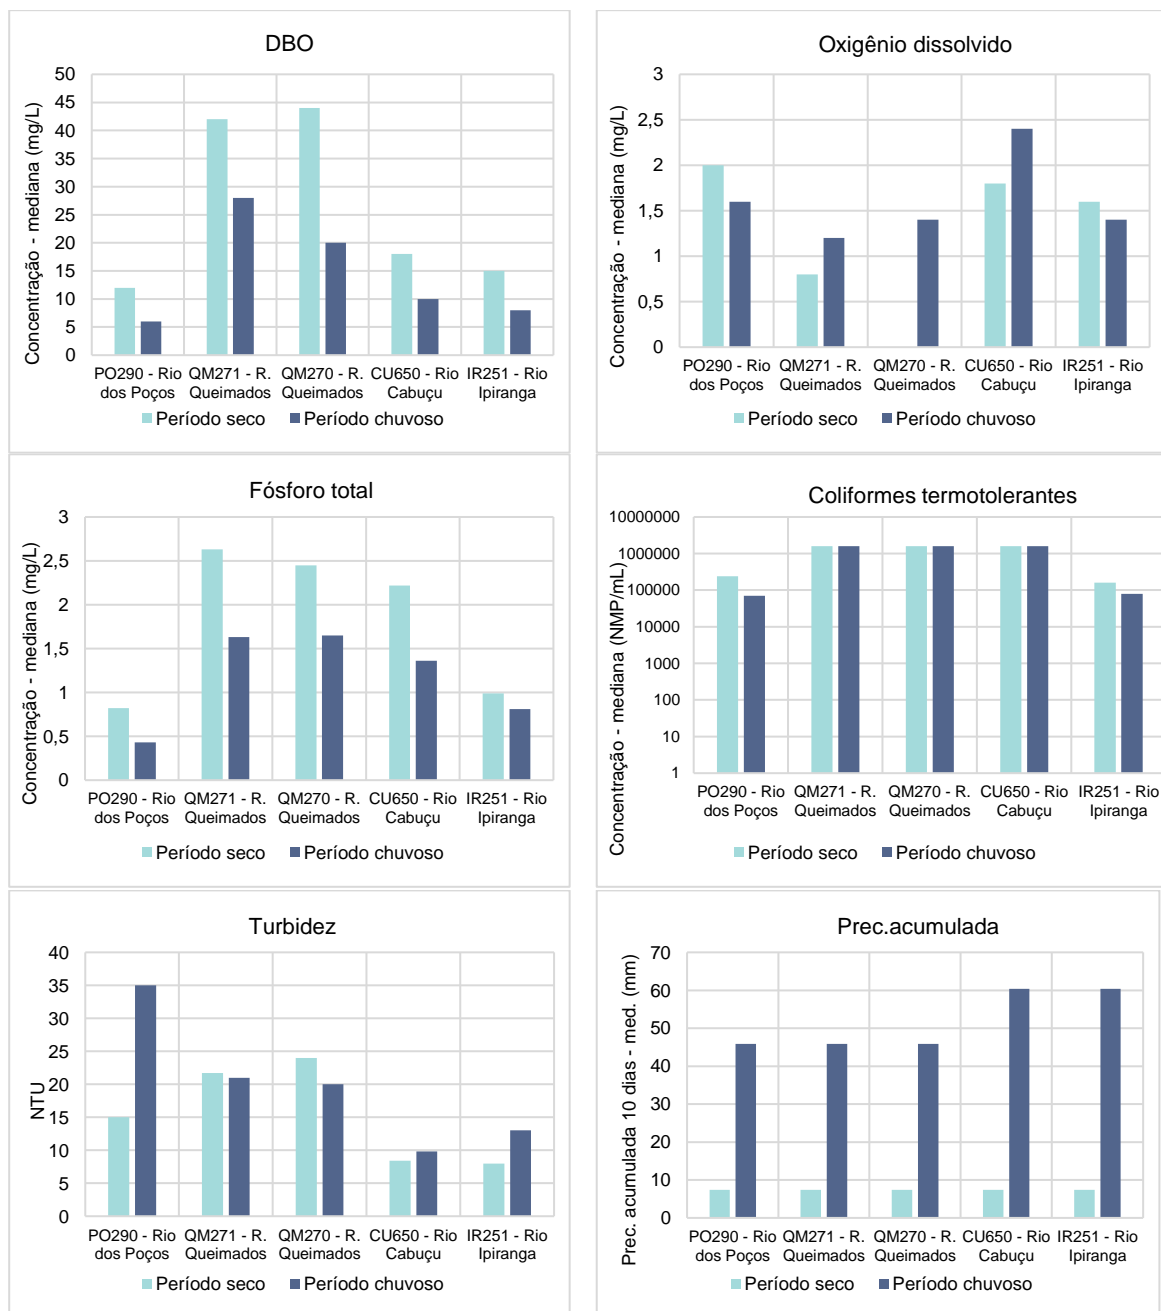 DBO
Concentração - mediana (mg/L)
50
45
40
35
30
25
20
15
10
5
0
PO290 - Rio QM271 - R. QM270 - R. CU650 - Rio IR251 - Rio
dos Poços Queimados Queimados Cabuçu Ipiranga
Período seco Período chuvoso
Oxigênio dissolvido
Concentração - mediana (mg/L)
3
2,5
2
1,5
1
0,5
0
PO290 - Rio QM271 - R. QM270 - R. CU650 - Rio IR251 - Rio
dos Poços Queimados Queimados Cabuçu Ipiranga
Período seco Período chuvoso
Fósforo total
Concentração - mediana (mg/L)
3
2,5
2
1,5
1
0,5
0
PO290 - Rio QM271 - R. QM270 - R. CU650 - Rio IR251 - Rio
dos Poços Queimados Queimados Cabuçu Ipiranga
Período seco Período chuvoso
Coliformes termotolerantes
Concentração - mediana (NMP/mL)
10000000
1000000
100000
10000
1000
100
10
1
PO290 - Rio QM271 - R. QM270 - R. CU650 - Rio IR251 - Rio
dos Poços Queimados Queimados Cabuçu Ipiranga
Período seco Período chuvoso
Turbidez
NTU
40
35
30
25
20
15
10
5
0
PO290 - Rio QM271 - R. QM270 - R. CU650 - Rio IR251 - Rio
dos Poços Queimados Queimados Cabuçu Ipiranga
Período seco Período chuvoso
Prec.acumulada
Prec. acumulada 10 dias - med. (mm)
70
60
50
40
30
20
10
0
PO290 - Rio QM271 - R. QM270 - R. CU650 - Rio IR251 - Rio
dos Poços Queimados Queimados Cabuçu Ipiranga
Período seco Período chuvoso